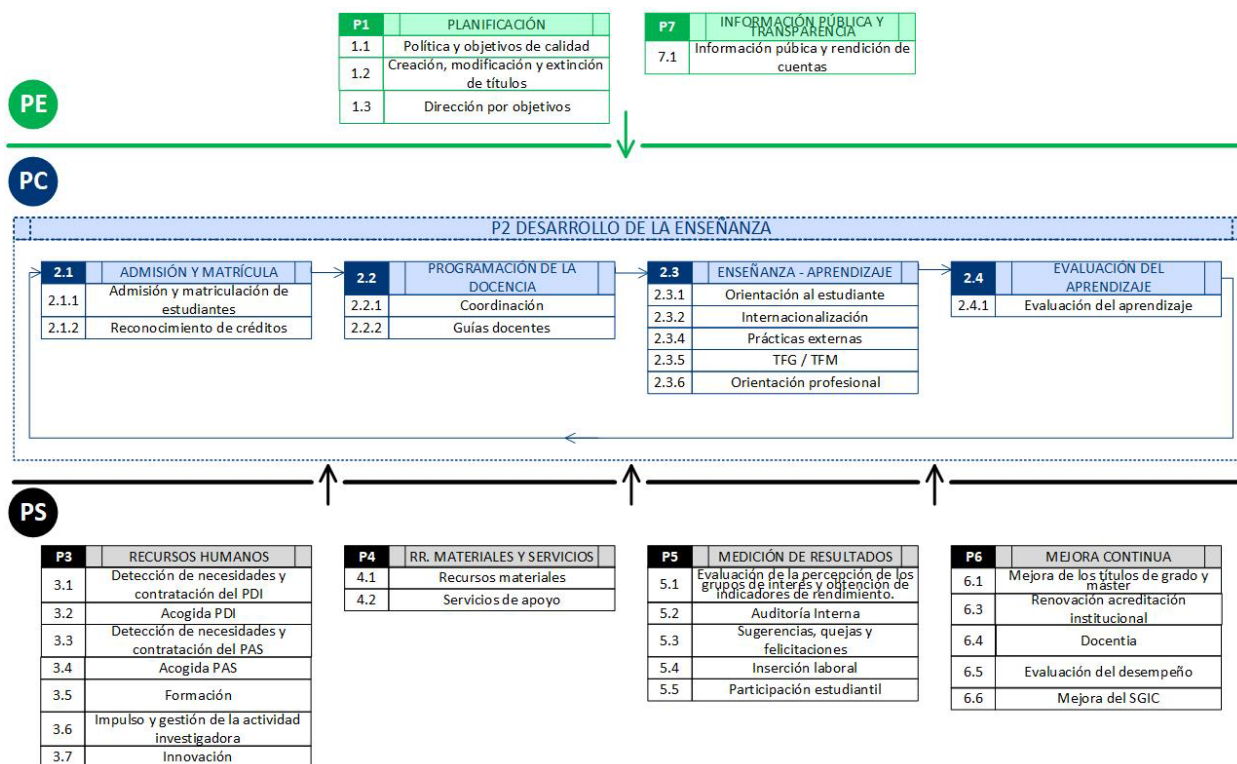 P1 PLANIFICACIÓN
1.1 Política y objetivos de calidad
1.2 Creación, modificación y extinción
de títulos
1.3 Dirección por objetivos
P7 INFORMACIÓN PÚBLICA Y
TRANSPARENCIA
7.1 Información púbica y rendición de
cuentas
PE
PC
P2 DESARROLLO DE LA ENSEÑANZA
2.1 ADMISIÓN Y MATRÍCULA
2.1.1 Admisión y matriculación de
estudiantes
2.1.2 Reconocimiento de créditos
2.2 PROGRAMACIÓN DE LA
DOCENCIA
2.2.1 Coordinación
2.2.2 Guías docentes
2.3 ENSEÑANZA - APRENDIZAJE
2.3.1 Orientación al estudiante
2.3.2 Internacionalización
2.3.4 Prácticas externas
2.3.5 TFG / TFM
2.3.6 Orientación profesional
2.4 EVALUACIÓN DEL
APRENDIZAJE
2.4.1 Evaluación del aprendizaje
PS
P3 RECURSOS HUMANOS
3.1 Detección de necesidades y
contratación del PDI
3.2 Acogida PDI
3.3 Detección de necesidades y
contratación del PAS
3.4 Acogida PAS
3.5 Formación
3.6 Impulso y gestión de la actividad
investigadora
3.7 Innovación
P4 RR. MATERIALES Y SERVICIOS
4.1 Recursos materiales
4.2 Servicios de apoyo
P5 MEDICIÓN DE RESULTADOS
5.1 Evaluación de la percepción de los
grupos de interés y obtención de
indicadores de rendimiento.
5.2 Auditoría Interna
5.3 Sugerencias, quejas y
felicitaciones
5.4 Inserción laboral
5.5 Participación estudiantil
P6 MEJORA CONTINUA
6.1 Mejora de los títulos de grado y
máster
6.3 Renovación acreditación
institucional
6.4 Docentia
6.5 Evaluación del desempeño
6.6 Mejora del SGIC